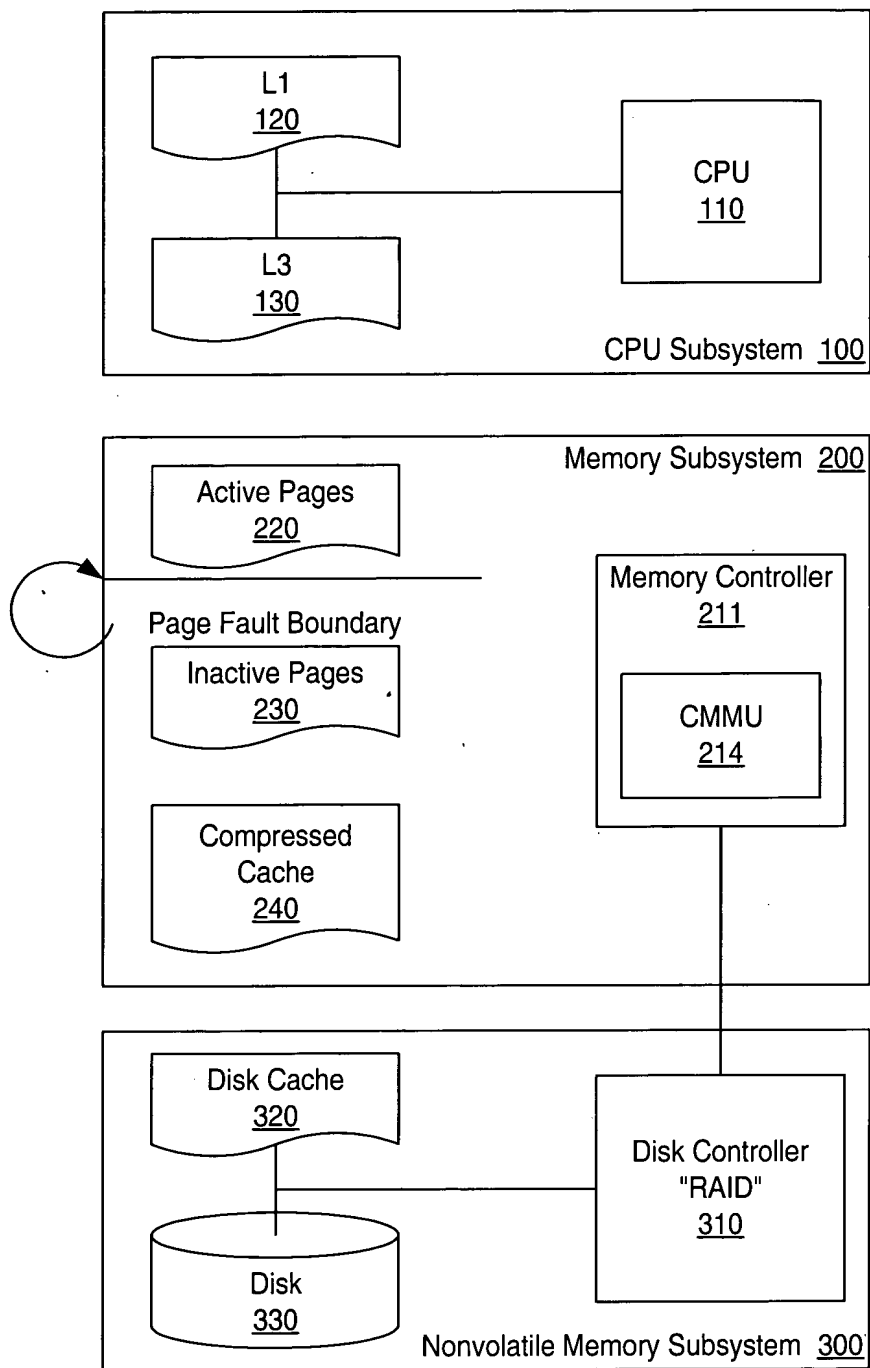 L1
120
CPU
110
L3
130
CPU Subsystem 100
Memory Subsystem 200
Active Pages
220
Memory Controller
211
Page Fault Boundary
Inactive Pages
230
CMMU
214
Compressed
Cache
240
Disk Cache
320
Disk Controller
"RAID"
310
Disk
330
Nonvolatile Memory Subsystem 300